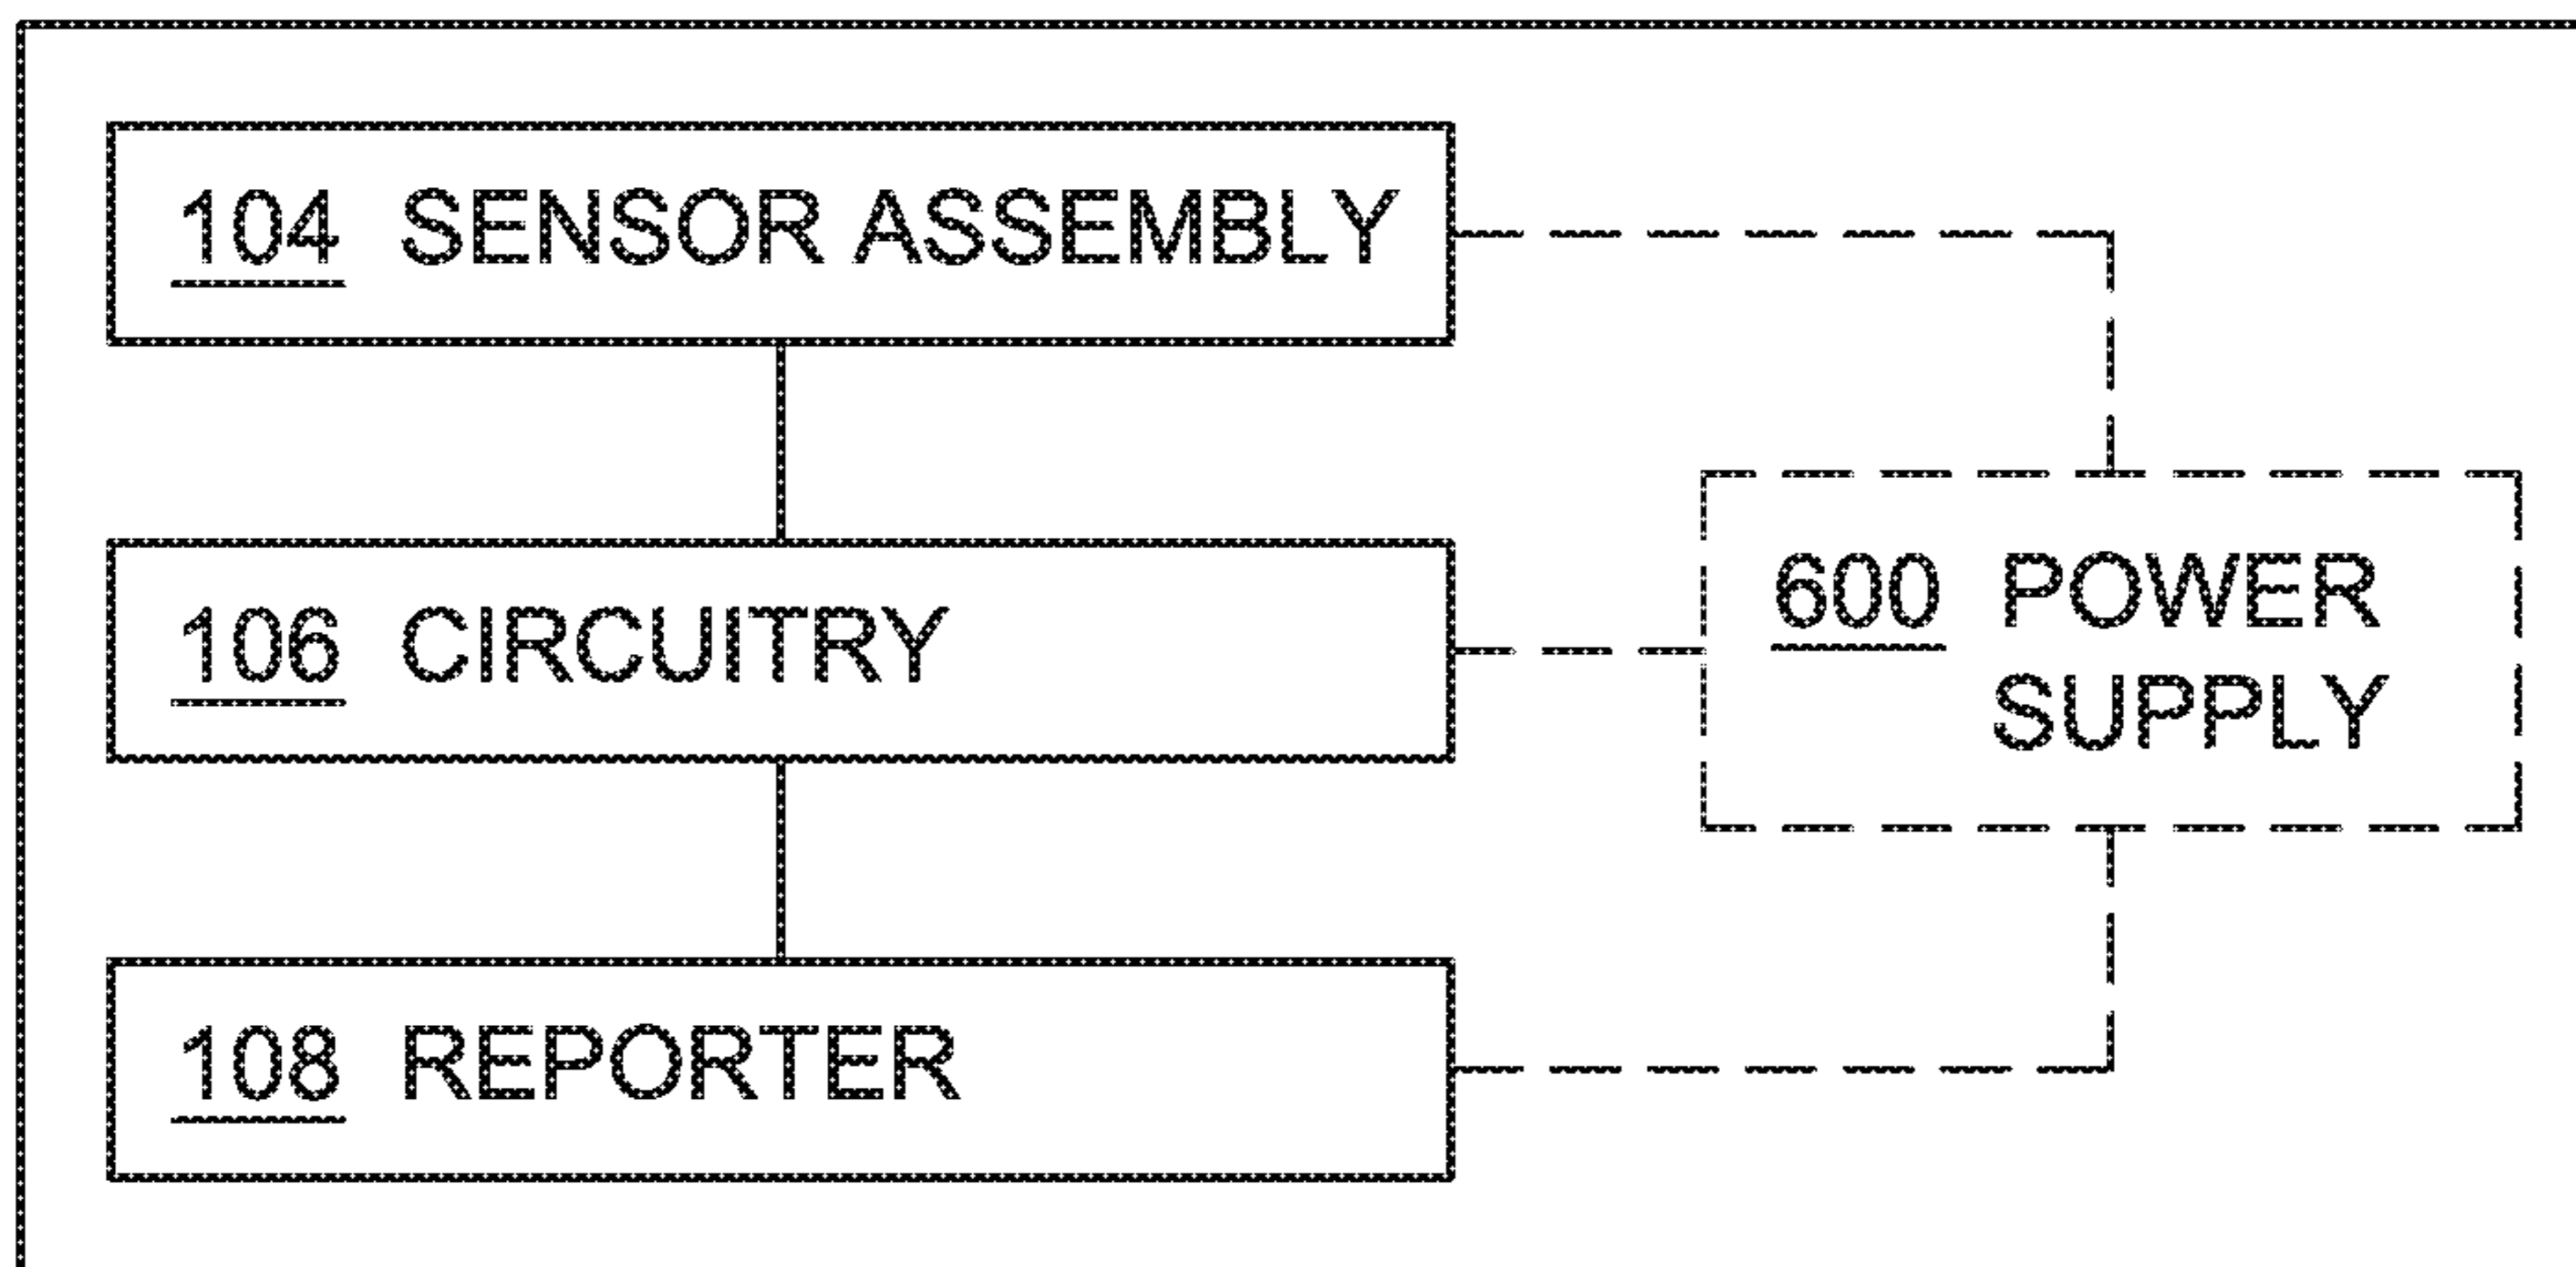 104 SENSOR ASSEMBLY
106 CIRCUITRY
600 POWER
SUPPLY
108 REPORTER